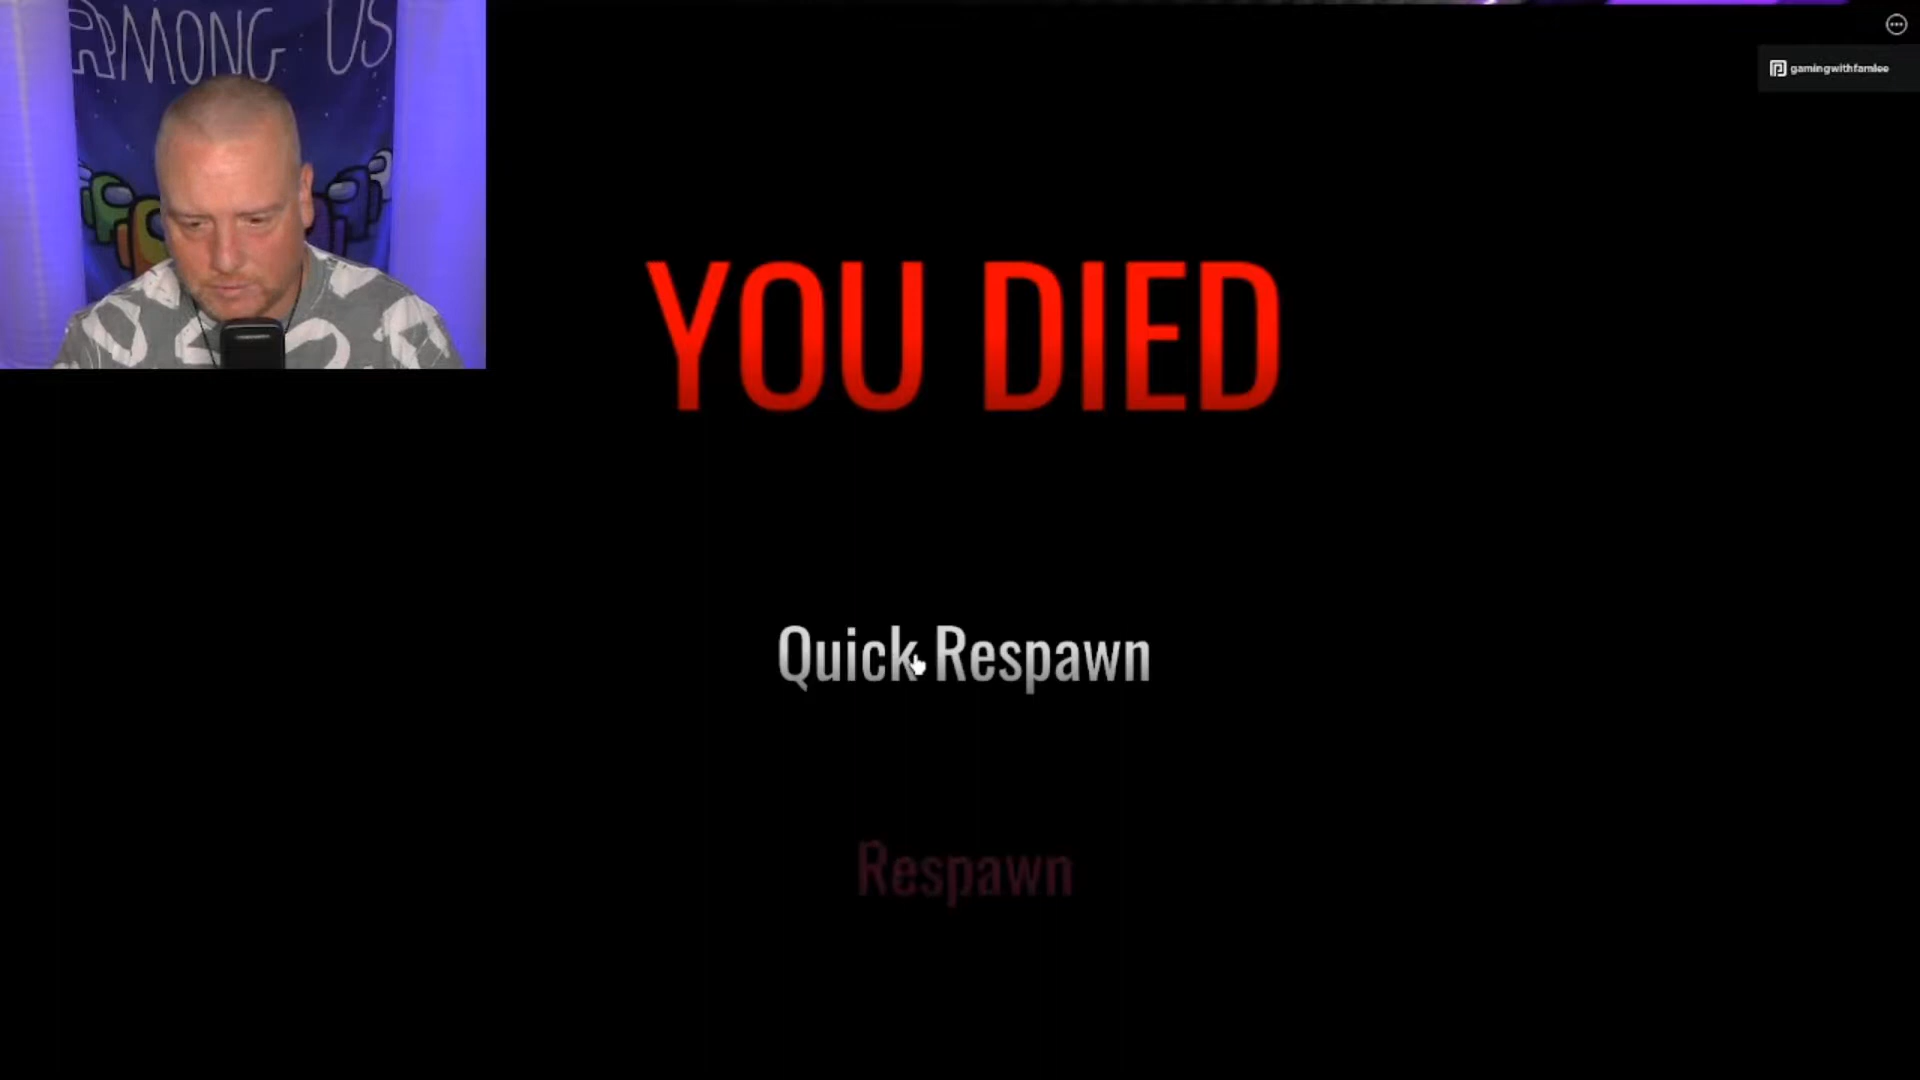 AMONG US
gamingwithfamlee
YOU DIED
Quick Respawn
Respawn